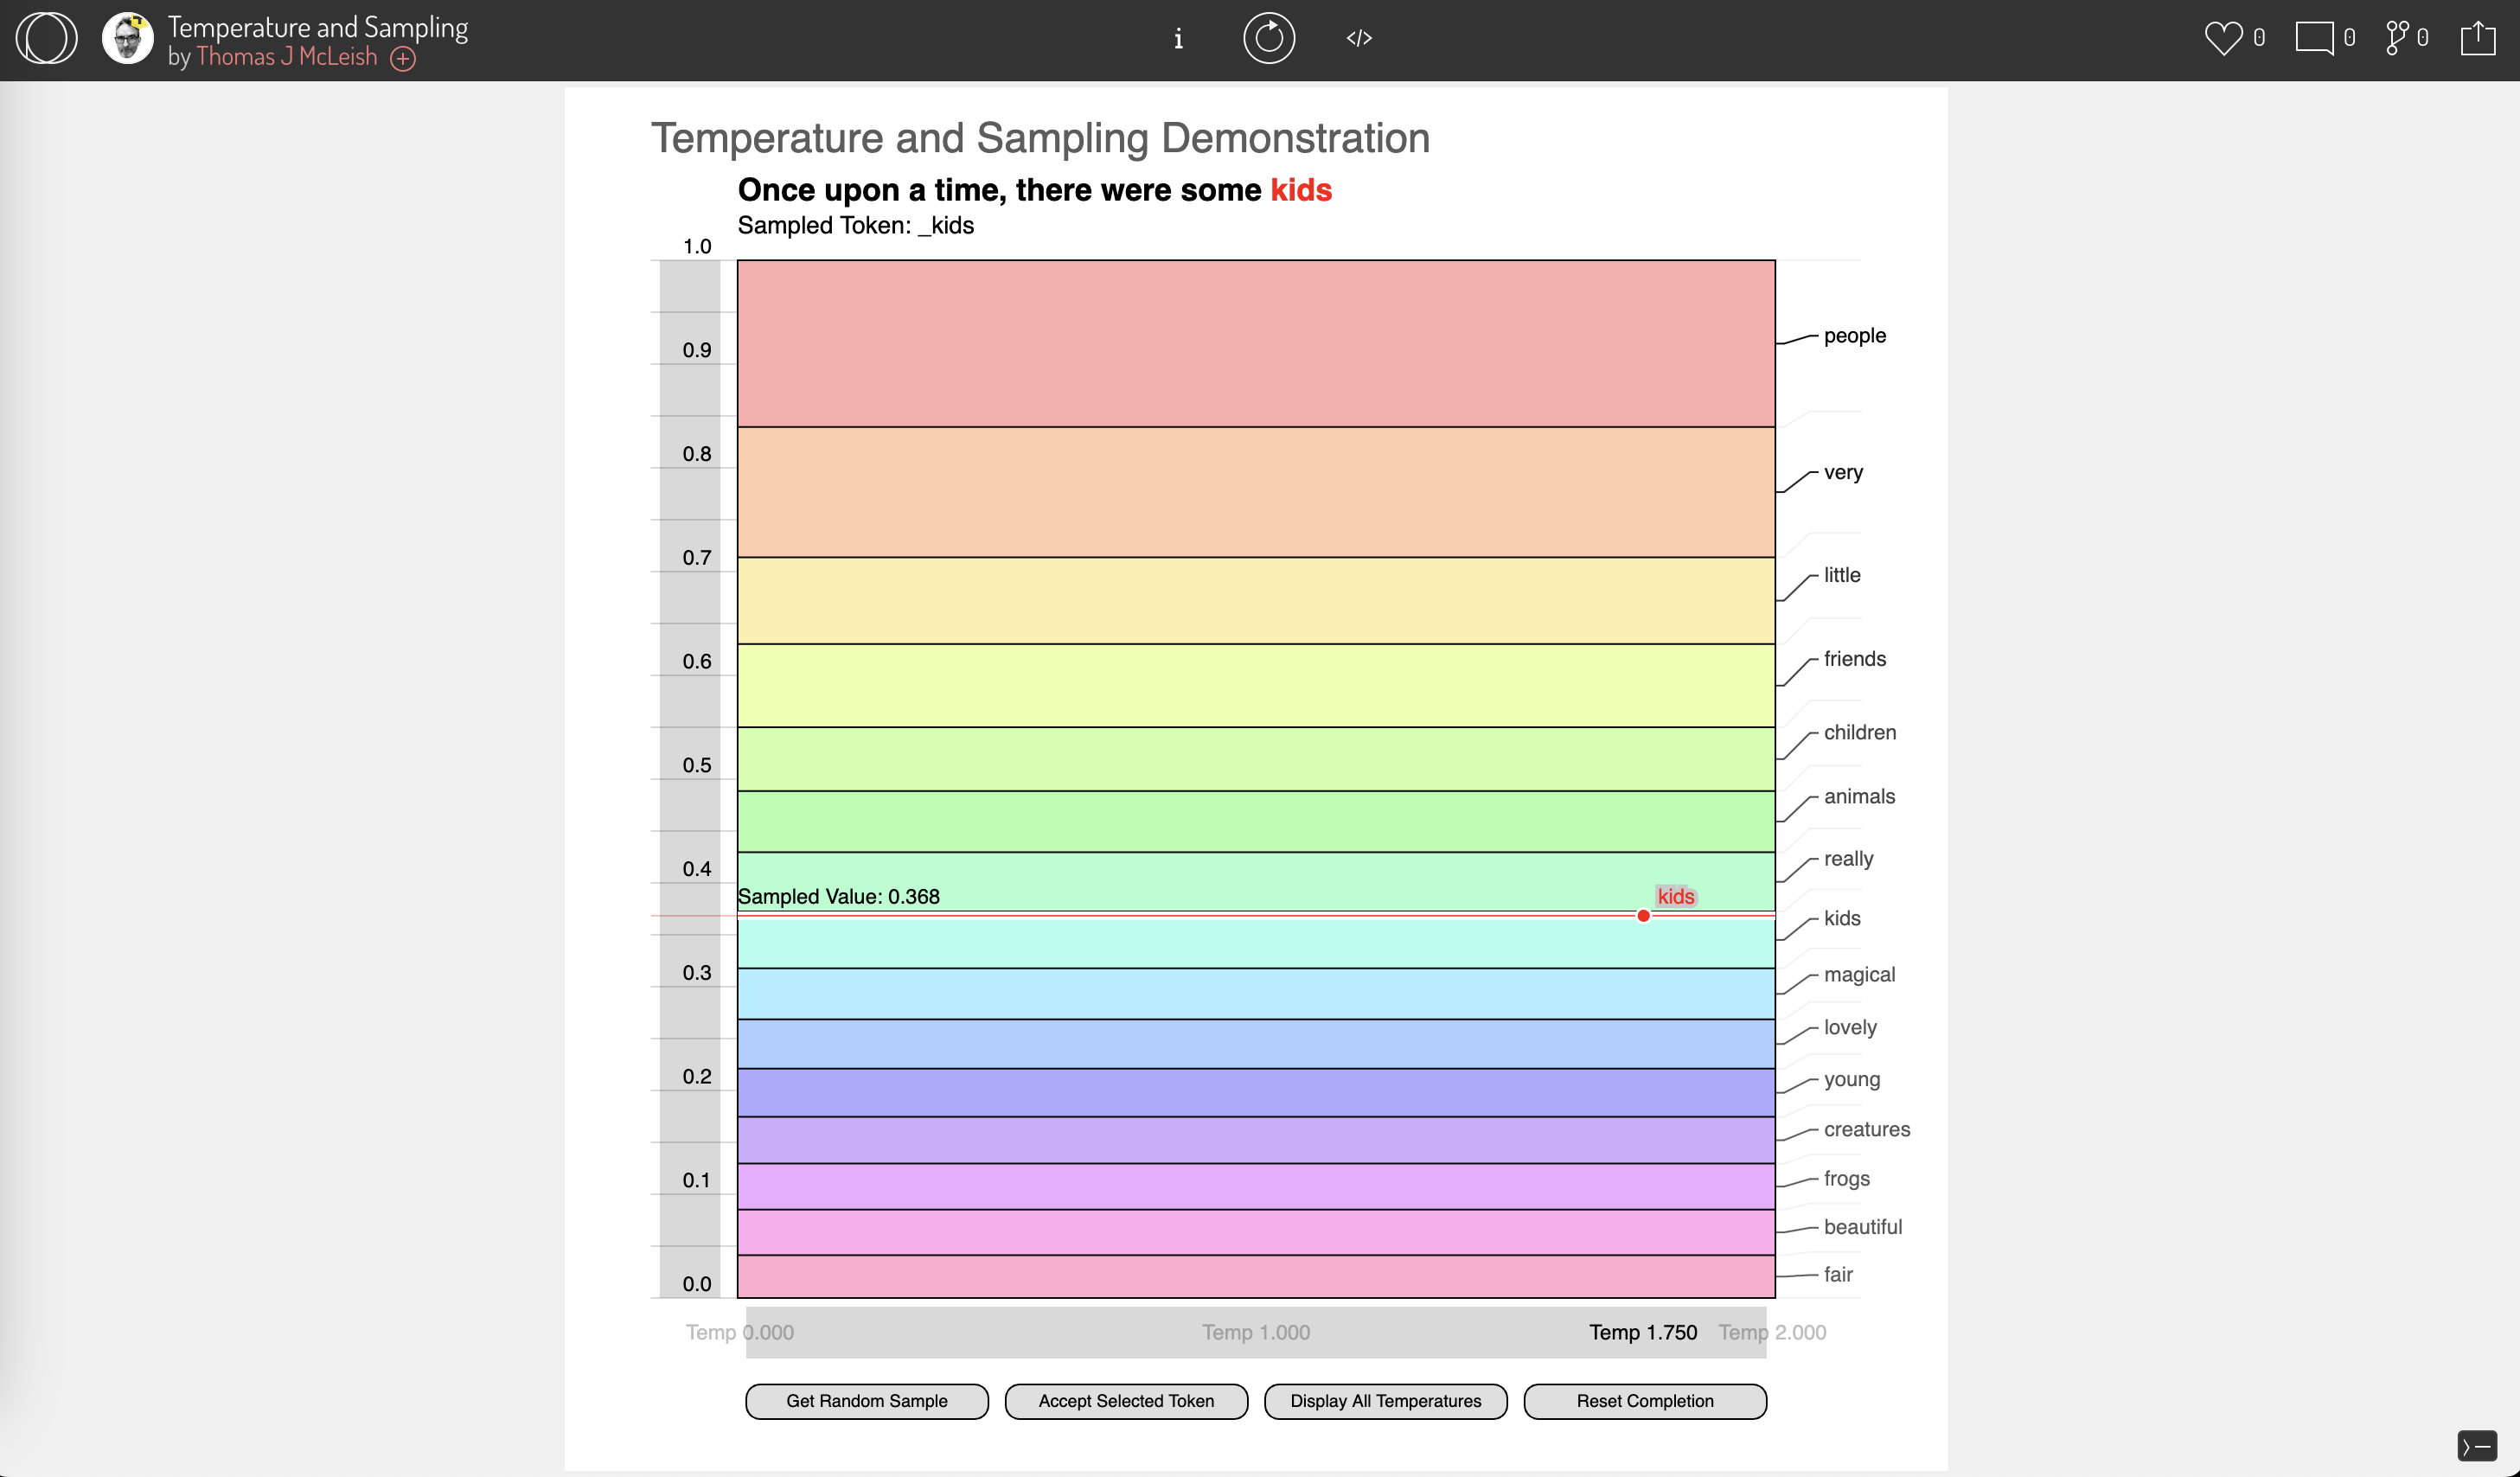 Temperature and Sampling
by Thomas J McLeish
i
</>
0
0
0
Temperature and Sampling Demonstration
Once upon a time, there were some kids
Sampled Token: _kids
1.0
0.9
0.8
0.7
0.6
0.5
0.4
0.3
0.2
0.1
0.0
people
very
little
friends
children
animals
really
Sampled Value: 0.368
kids
kids
magical
lovely
young
creatures
frogs
beautiful
fair
Temp 0.000
Temp 1.000
Temp 1.750
Temp 2.000
Get Random Sample
Accept Selected Token
Display All Temperatures
Reset Completion